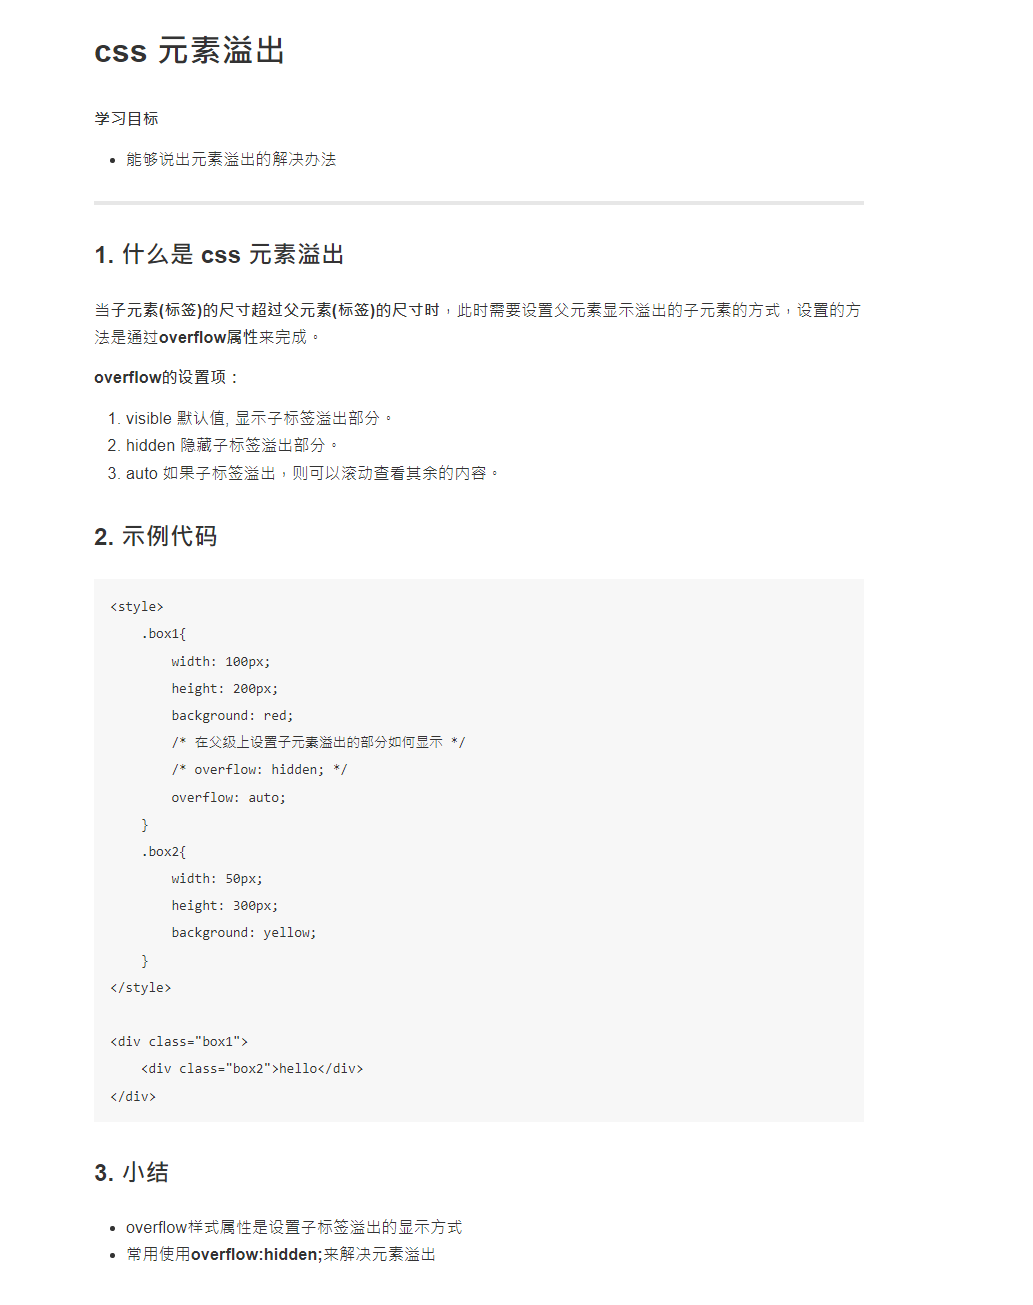 css 元素溢出
学习目标
• 能够说出元素溢出的解决办法
1. 什么是 css 元素溢出
当子元素(标签)的尺寸超过父元素(标签)的尺寸时，此时需要设置父元素显示溢出的子元素的方式，设置的方
法是通过overflow属性来完成。
overflow的设置项：
1. visible 默认值, 显示子标签溢出部分。
2. hidden 隐藏子标签溢出部分。
3. auto 如果子标签溢出，则可以滚动查看其余的内容。
2. 示例代码
<style>
    .box1{
        width: 100px;
        height: 200px;
        background: red;
        /* 在父级上设置子元素溢出的部分如何显示 */
        /* overflow: hidden; */
        overflow: auto;
    }
    .box2{
        width: 50px;
        height: 300px;
        background: yellow;
    }
</style>
<div class="box1">
    <div class="box2">hello</div>
</div>
3. 小结
• overflow样式属性是设置子标签溢出的显示方式
• 常用使用overflow:hidden;来解决元素溢出